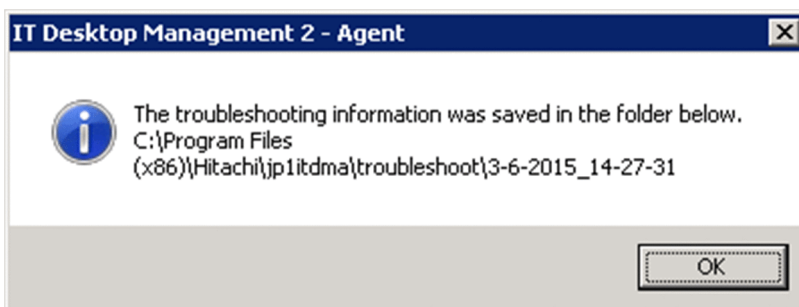 IT Desktop Management 2 - Agent
The troubleshooting information was saved in the folder below.
C:\Program Files
(x86)\Hitachi\jp1itdma\troubleshoot\3-6-2015_14-27-31
OK